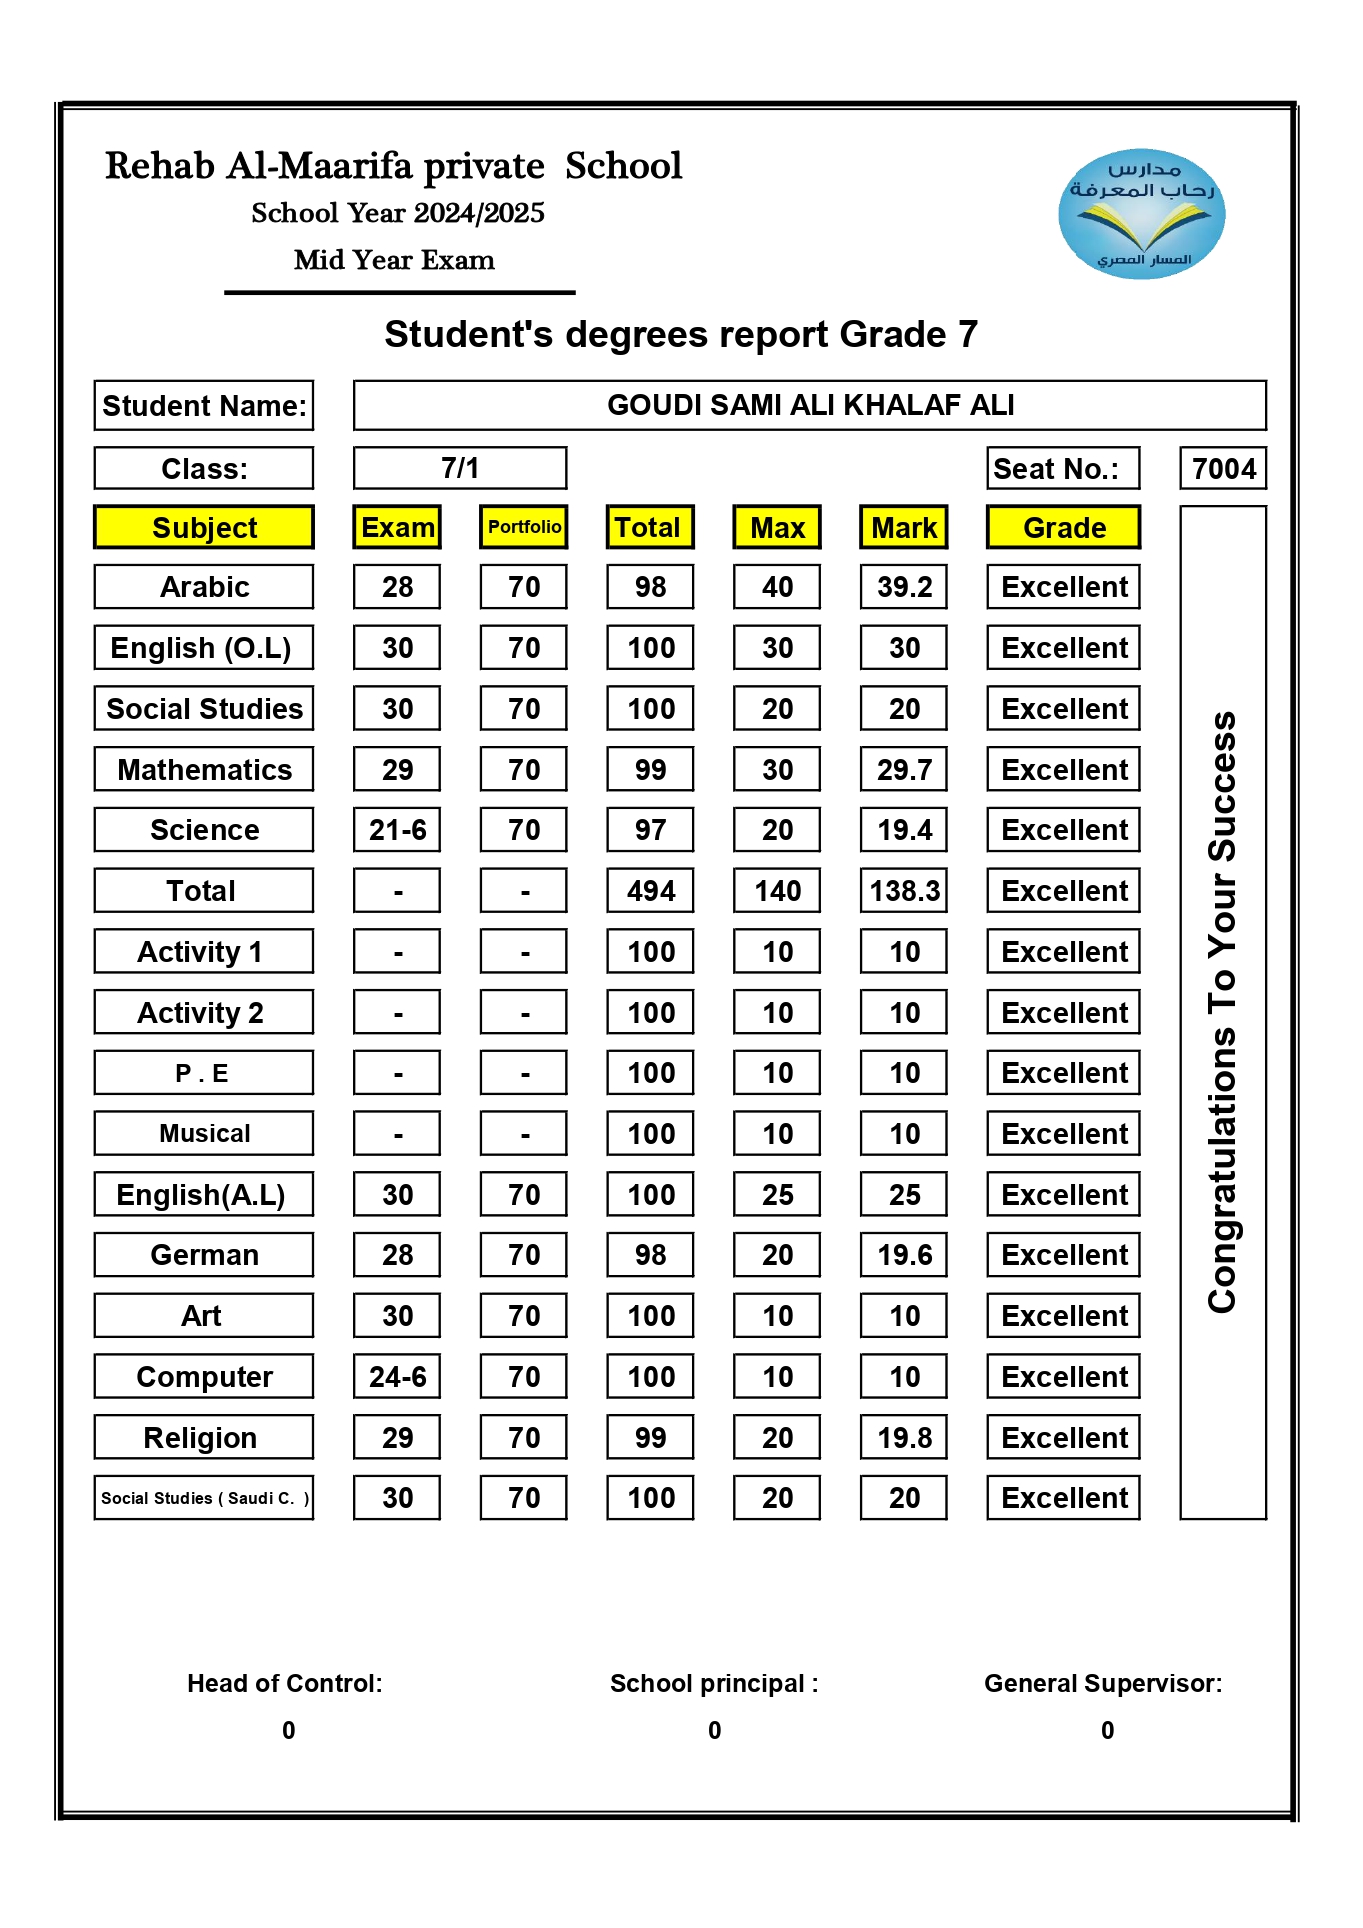 Rehab Al-Maarifa private School
School Year 2024/2025
Mid Year Exam
مدارس
رحاب المعرفة
المسار المصري
Student's degrees report Grade 7
Student Name: GOUDI SAMI ALI KHALAF ALI
Class: 7/1 Seat No.: 7004
Subject Exam Portfolio Total Max Mark Grade
Arabic 28 70 98 40 39.2 Excellent
English (O.L) 30 70 100 30 30 Excellent
Social Studies 30 70 100 20 20 Excellent
Mathematics 29 70 99 30 29.7 Excellent
Science 21-6 70 97 20 19.4 Excellent
Total - - 494 140 138.3 Excellent
Activity 1 - - 100 10 10 Excellent
Activity 2 - - 100 10 10 Excellent
P . E - - 100 10 10 Excellent
Musical - - 100 10 10 Excellent
English(A.L) 30 70 100 25 25 Excellent
German 28 70 98 20 19.6 Excellent
Art 30 70 100 10 10 Excellent
Computer 24-6 70 100 10 10 Excellent
Religion 29 70 99 20 19.8 Excellent
Social Studies ( Saudi C. ) 30 70 100 20 20 Excellent
Congratulations To Your Success
Head of Control: School principal : General Supervisor:
0 0 0